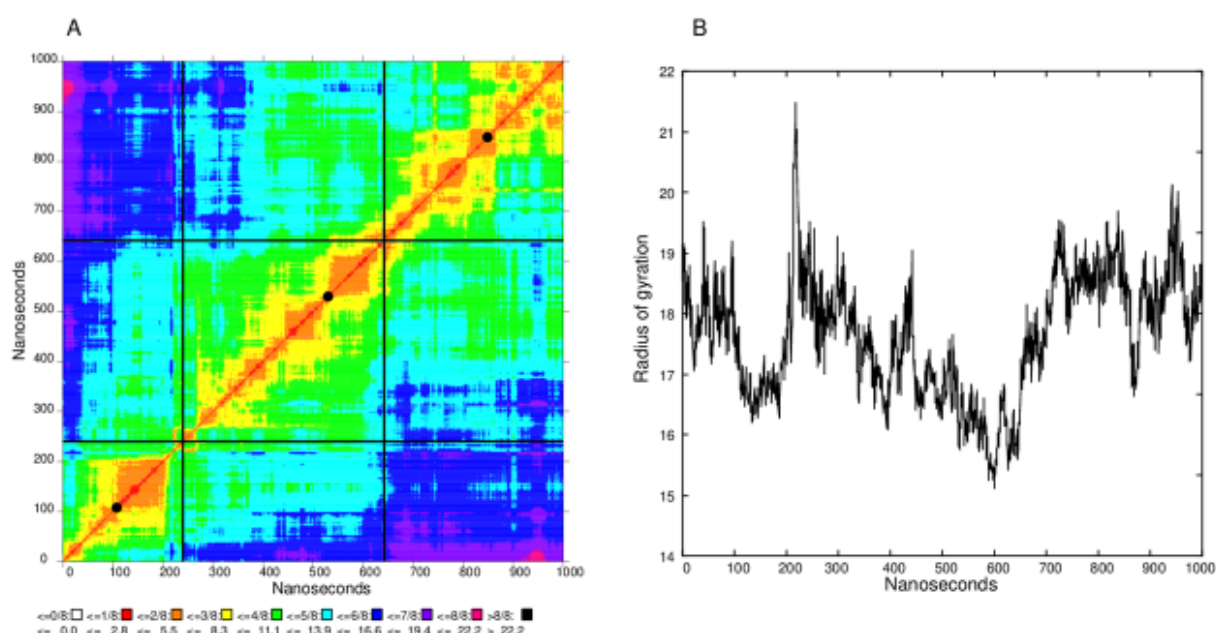 A
B
1000
900
800
700
600
500
400
300
200
100
0
Nanoseconds
0 100 200 300 400 500 600 700 800 900 1000
Nanoseconds
<=0/8: <=1/8: <=2/8: <=3/8: <=4/8: <=5/8: <=6/8: <=7/8: <=8/8: >8/8:
<= 0.0 <= 2.8 <= 5.5 <= 8.3 <= 11.1 <= 13.9 <= 16.6 <= 19.4 <= 22.2 > 22.2
22
21
20
19
18
17
16
15
14
Radius of gyration
0 100 200 300 400 500 600 700 800 900 1000
Nanoseconds